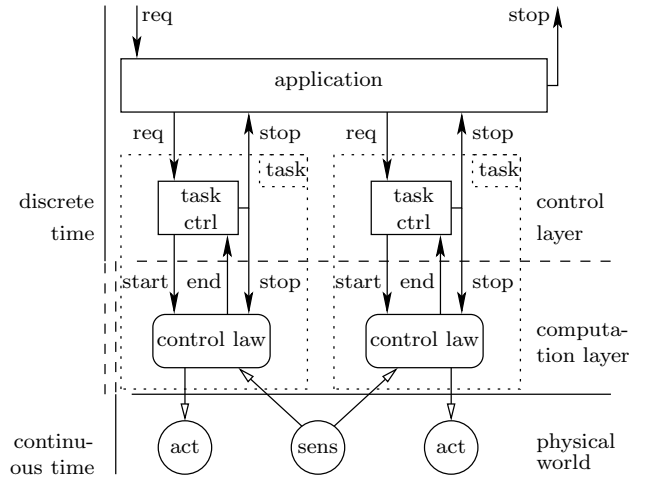 req
stop
application
req
stop
req
stop
task
task
task
ctrl
task
ctrl
discrete
time
control
layer
start
end
stop
start
end
stop
control law
control law
computa-
tion layer
act
sens
act
continu-
ous time
physical
world